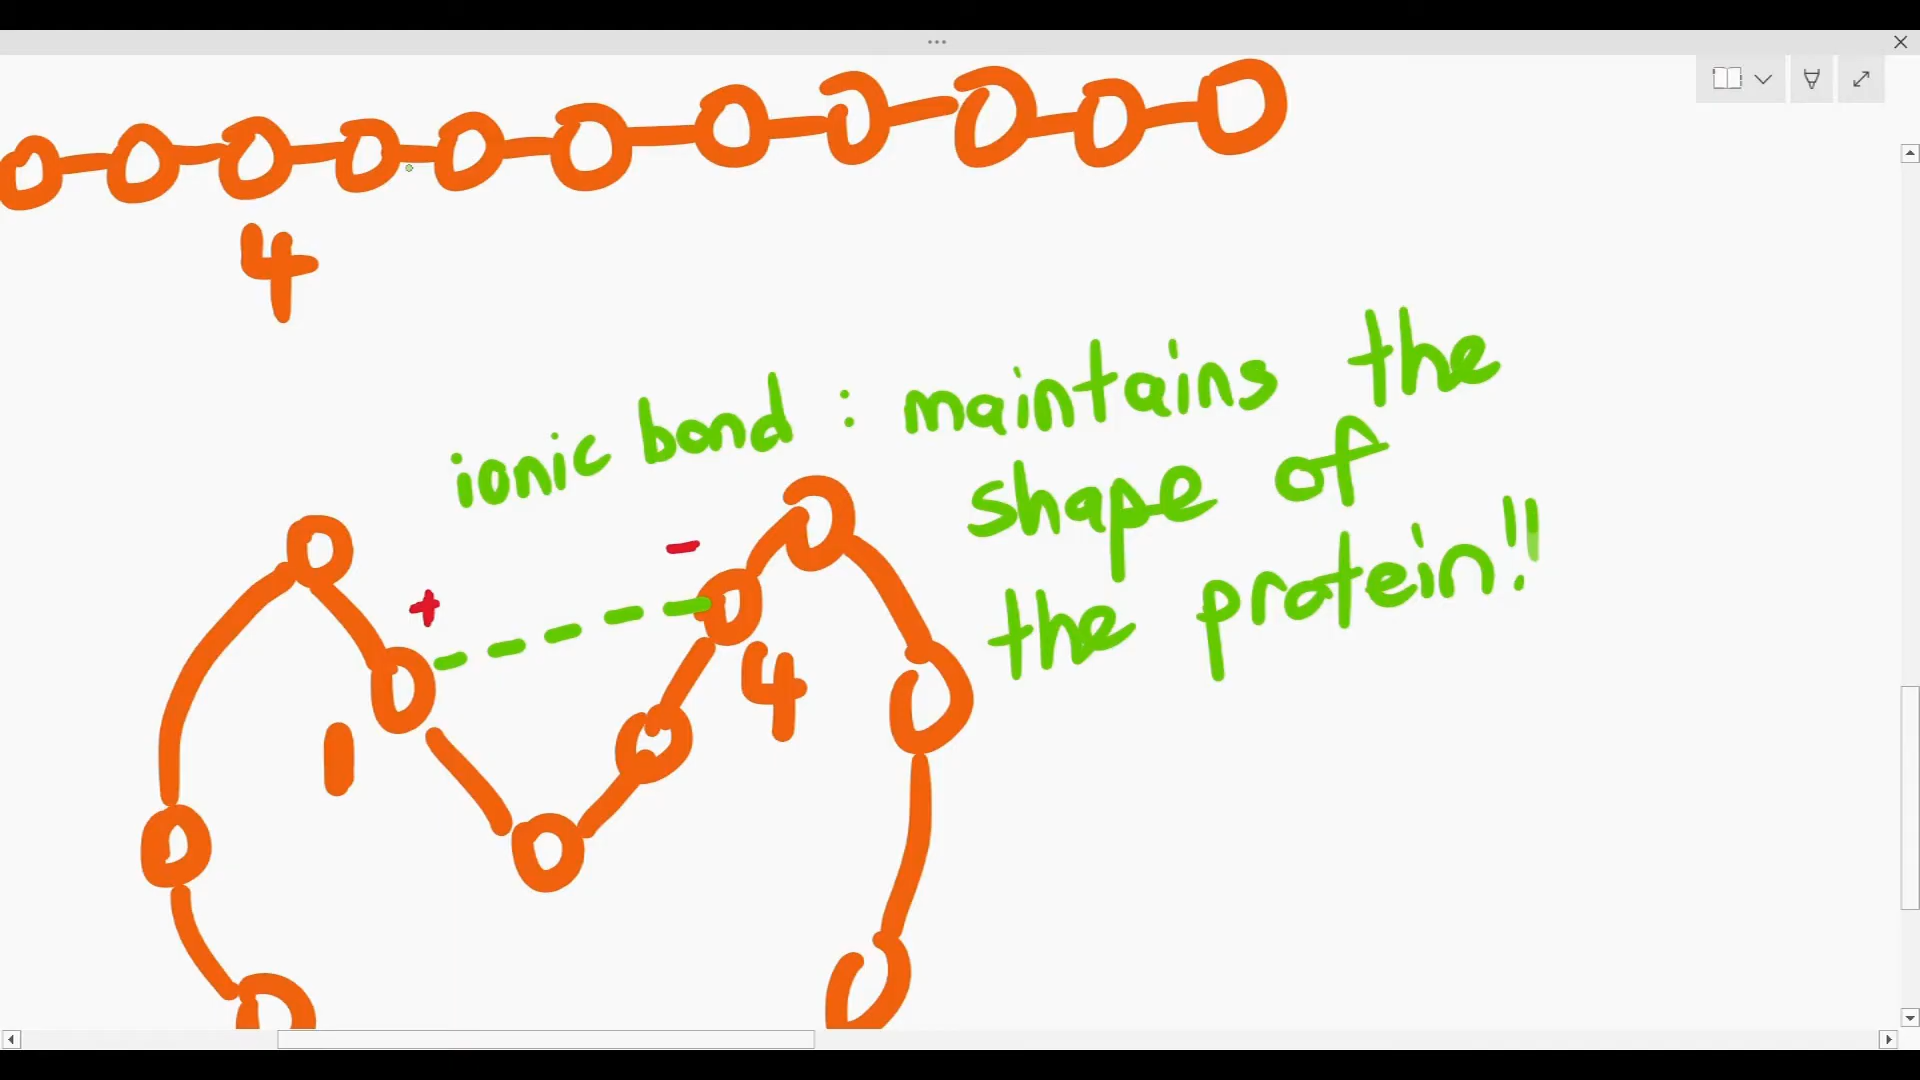 4
ionic bond : maintains the
shape of
the protein!!
+ -
1 4